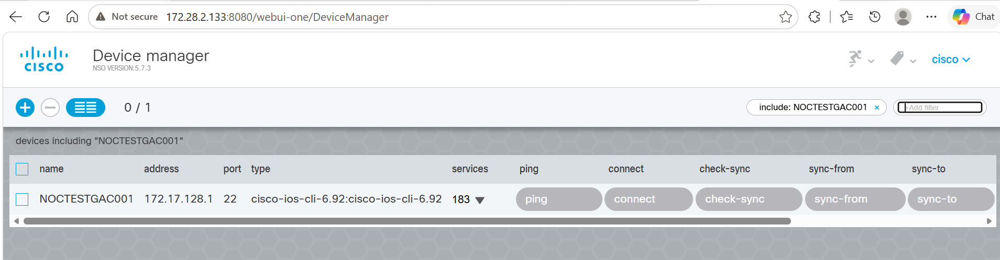 Not secure 172.28.2.133:8080/webui-one/DeviceManager Chat
CISCO
Device manager
NSO VERSION:5.7.3
cisco
0 / 1
include: NOCTESTGAC001 ×
+Add filter
devices including "NOCTESTGAC001"
name address port type services ping connect check-sync sync-from sync-to
NOCTESTGAC001 172.17.128.1 22 cisco-ios-cli-6.92:cisco-ios-cli-6.92 183 ping connect check-sync sync-from sync-to